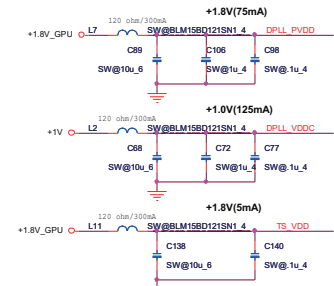 +1.8V(75mA)
120 ohm/300mA
+1.8V_GPU L7 SW@BLM15BD121SN1_4 DPLL_PVDD
C89 C106 C98
SW@10u_6 SW@1u_4 SW@.1u_4
+1.0V(125mA)
120 ohm/300mA
+1V L2 SW@BLM15BD121SN1_4 DPLL_VDDC
C68 C72 C77
SW@10u_6 SW@1u_4 SW@.1u_4
+1.8V(5mA)
120 ohm/300mA
+1.8V_GPU L11 SW@BLM15BD121SN1_4 TS_VDD
C138 C140
SW@10u_6 SW@.1u_4